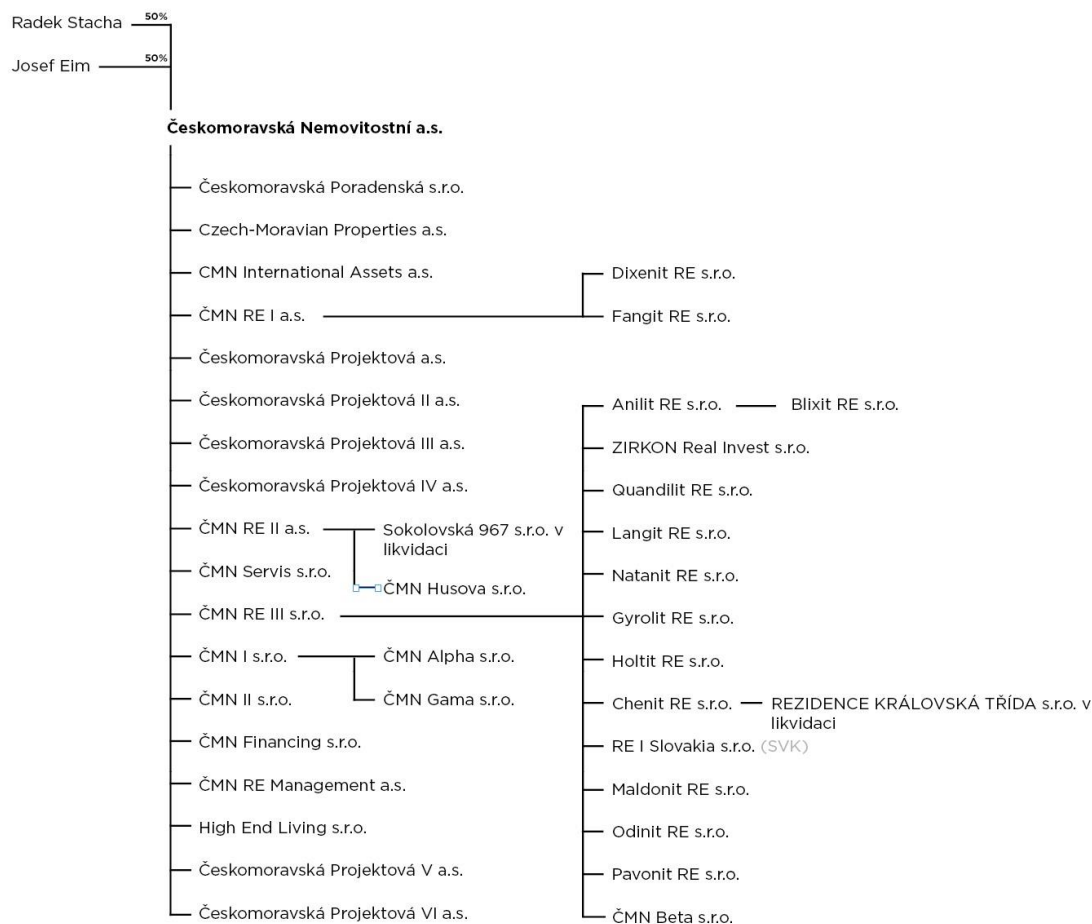 Radek Stacha 50%
Josef Eim 50%
Českomoravská Nemovitostní a.s.
Českomoravská Poradenská s.r.o.
Czech-Moravian Properties a.s.
CMN International Assets a.s.
Dixenit RE s.r.o.
ČMN RE I a.s.
Fangit RE s.r.o.
Českomoravská Projektová a.s.
Českomoravská Projektová II a.s.
Anilit RE s.r.o.
Blixit RE s.r.o.
Českomoravská Projektová III a.s.
ZIRKON Real Invest s.r.o.
Českomoravská Projektová IV a.s.
Quandilit RE s.r.o.
ČMN RE II a.s.
Sokolovská 967 s.r.o. v
likvidaci
Langit RE s.r.o.
ČMN Servis s.r.o.
ČMN Husova s.r.o.
Natanit RE s.r.o.
ČMN RE III s.r.o.
Gyrolit RE s.r.o.
ČMN I s.r.o.
ČMN Alpha s.r.o.
Holtit RE s.r.o.
ČMN II s.r.o.
ČMN Gama s.r.o.
Chenit RE s.r.o.
REZIDENCE KRÁLOVSKÁ TŘÍDA s.r.o. v
likvidaci
ČMN Financing s.r.o.
RE I Slovakia s.r.o. (SVK)
ČMN RE Management a.s.
Maldonit RE s.r.o.
High End Living s.r.o.
Odinit RE s.r.o.
Českomoravská Projektová V a.s.
Pavonit RE s.r.o.
Českomoravská Projektová VI a.s.
ČMN Beta s.r.o.